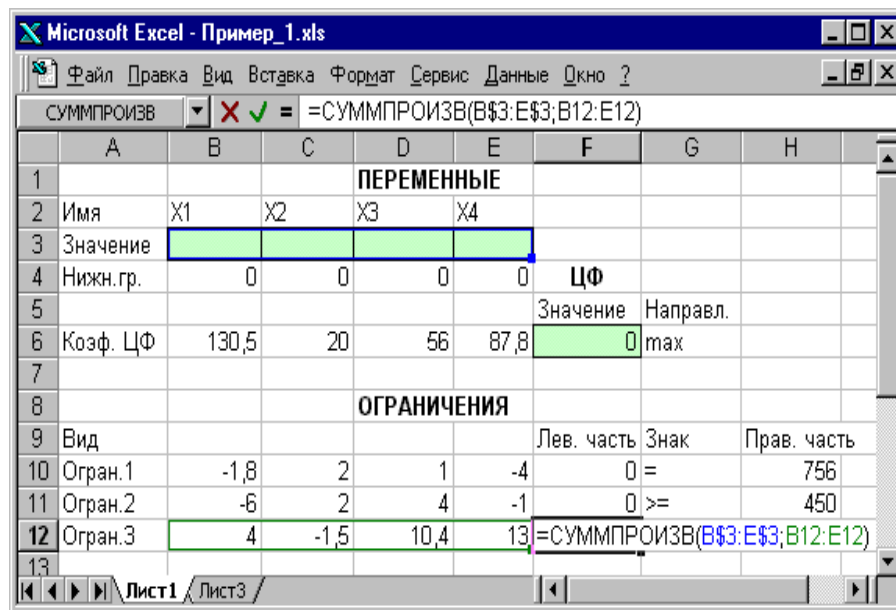 Microsoft Excel - Пример_1.xls
Файл Правка Вид Вставка Формат Сервис Данные Окно ?
СУММПРОИЗВ = =СУММПРОИЗВ(B$3:E$3;B12:E12)
A B C D E F G H
1 ПЕРЕМЕННЫЕ
2 Имя X1 X2 X3 X4
3 Значение
4 Нижн.гр. 0 0 0 0 ЦФ
5 Значение Направл.
6 Коэф. ЦФ 130,5 20 56 87,8 0 max
7
8 ОГРАНИЧЕНИЯ
9 Вид Лев. часть Знак Прав. часть
10 Огран.1 -1,8 2 1 -4 0 = 756
11 Огран.2 -6 2 4 -1 0 >= 450
12 Огран.3 4 -1,5 10,4 13 =СУММПРОИЗВ(B$3:E$3;B12:E12)
13
Лист1 Лист3